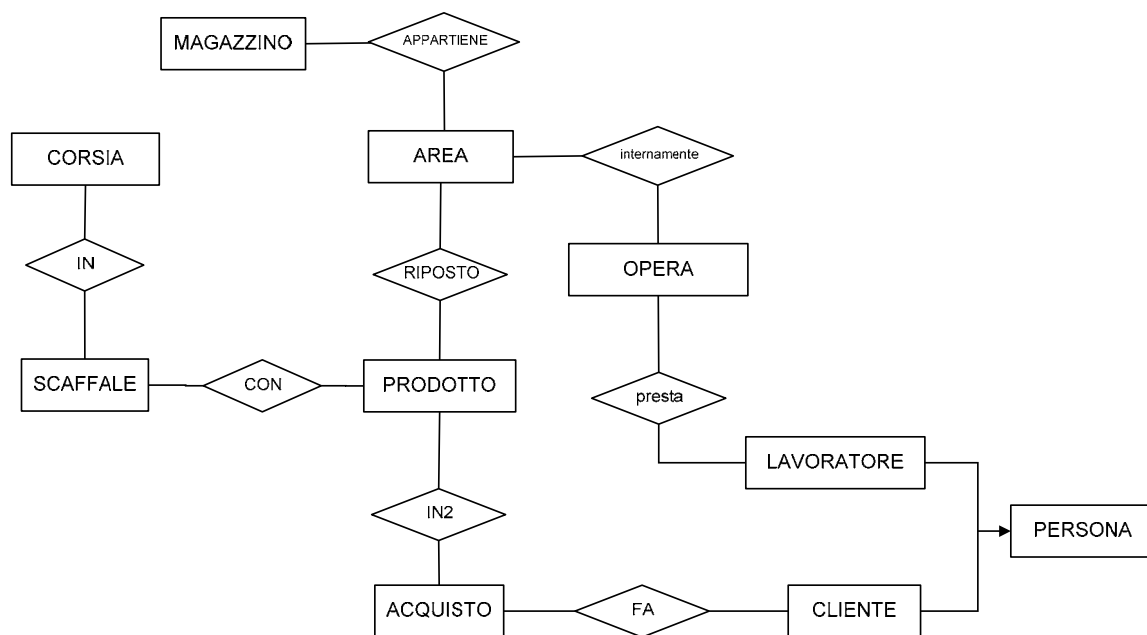 MAGAZZINO
APPARTIENE
CORSIA
AREA
internamente
IN
RIPOSTO
OPERA
SCAFFALE
CON
PRODOTTO
presta
LAVORATORE
IN2
PERSONA
ACQUISTO
FA
CLIENTE